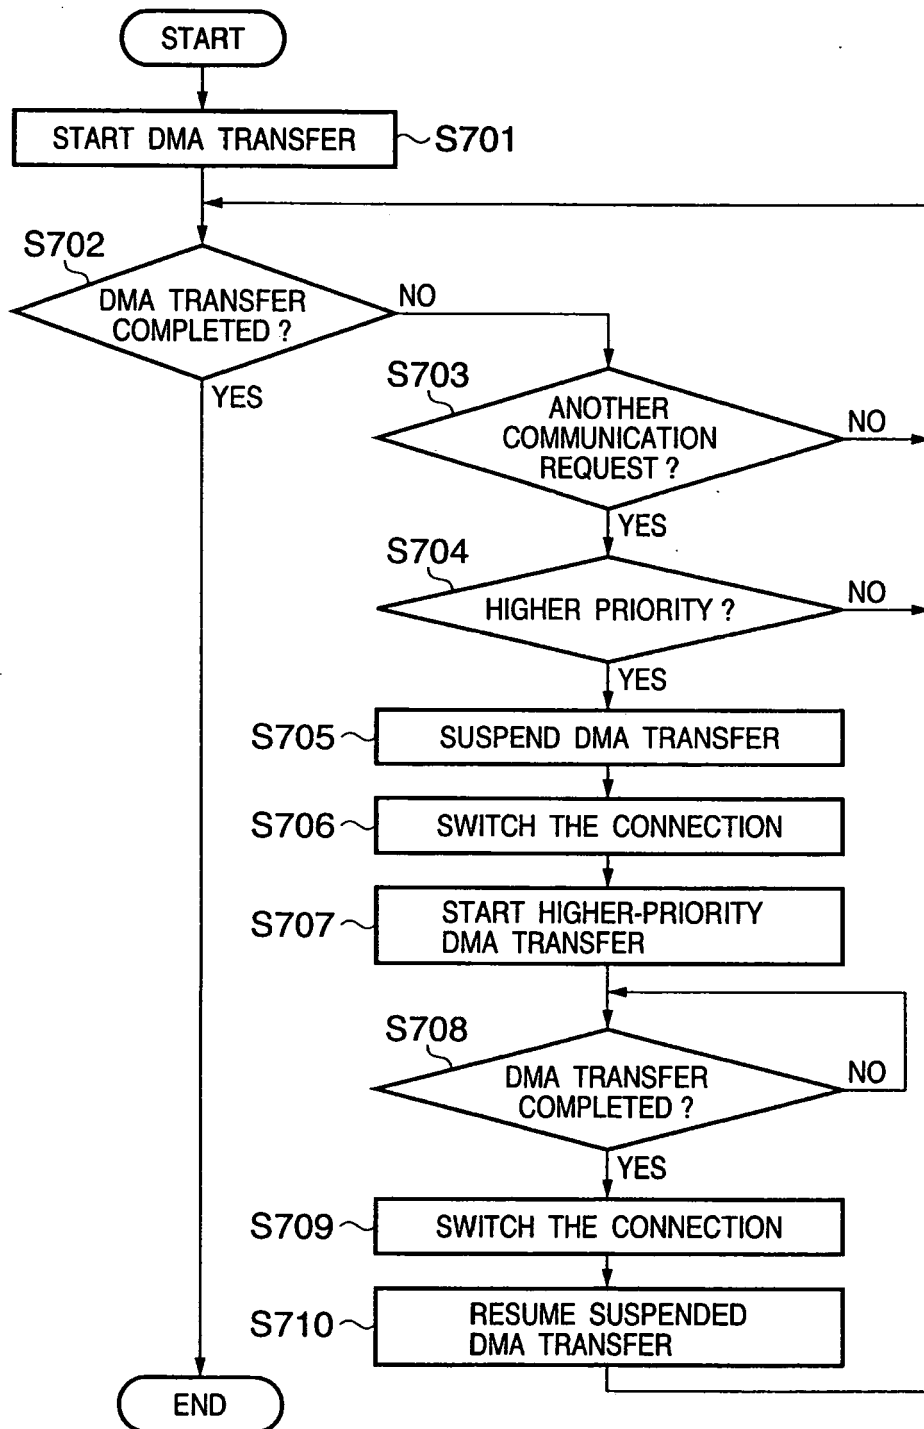 START
START DMA TRANSFER
S701
S702
DMA TRANSFER
COMPLETED ?
NO
YES
S703
ANOTHER
COMMUNICATION
REQUEST ?
NO
YES
S704
HIGHER PRIORITY ?
NO
YES
S705
SUSPEND DMA TRANSFER
S706
SWITCH THE CONNECTION
S707
START HIGHER-PRIORITY
DMA TRANSFER
S708
DMA TRANSFER
COMPLETED ?
NO
YES
S709
SWITCH THE CONNECTION
S710
RESUME SUSPENDED
DMA TRANSFER
END